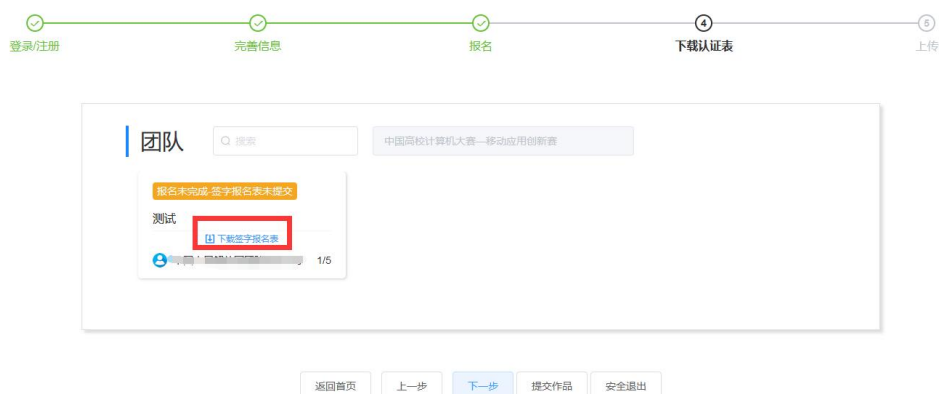 4 5
登录/注册 完善信息 报名 下载认证表 上传
团队 搜索 中国高校计算机大赛—移动应用创新赛
报名未完成-签字报名表未提交
测试
下载签字报名表
1/5
返回首页 上一步 下一步 提交作品 安全退出